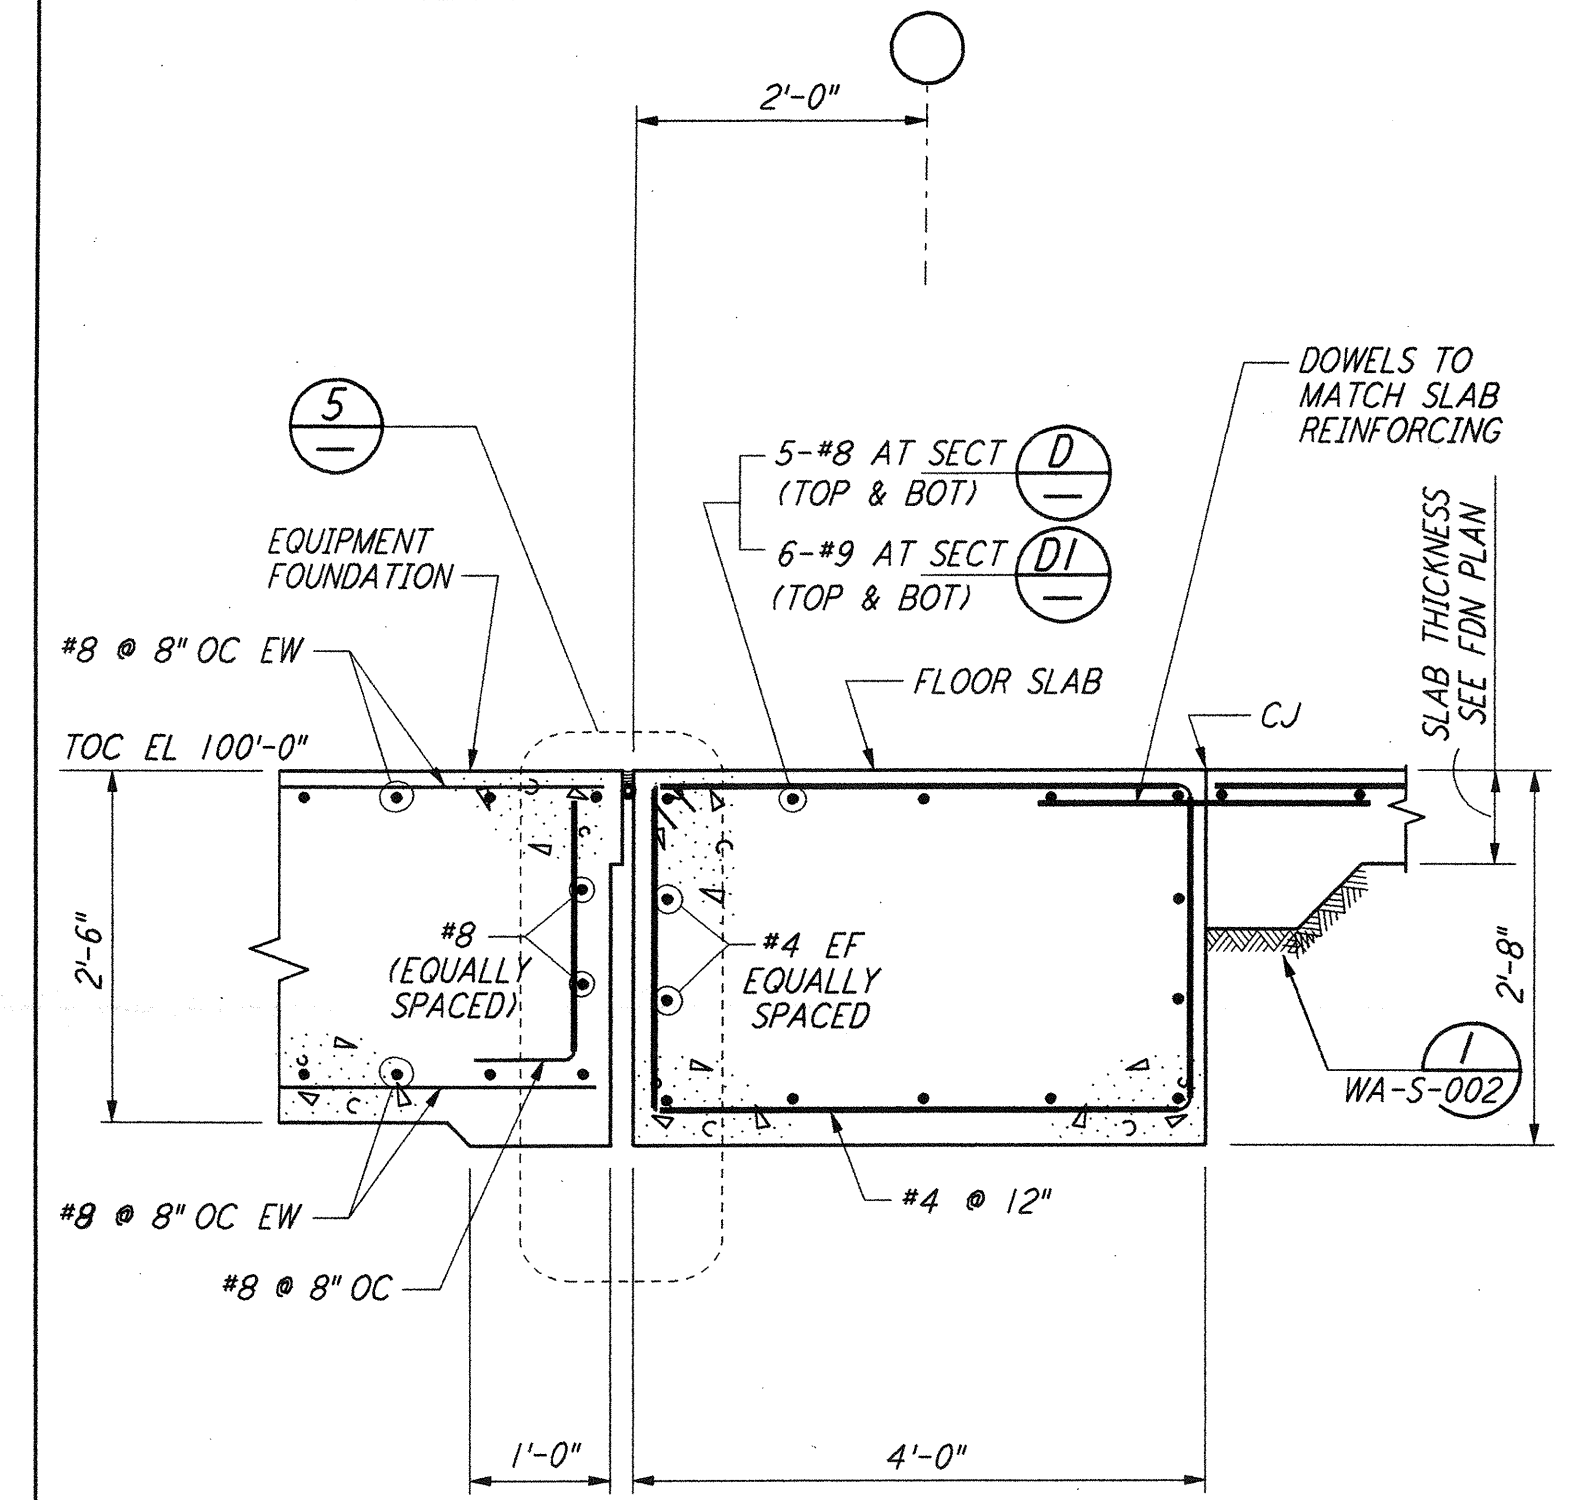 2'-0"
5
DOWELS TO
MATCH SLAB
REINFORCING
5-#8 AT SECT D
(TOP & BOT)
6-#9 AT SECT D1
(TOP & BOT)
SLAB THICKNESS
SEE FDN PLAN
EQUIPMENT
FOUNDATION
#8 @ 8" OC EW
FLOOR SLAB
CJ
TOC EL 100'-0"
2'-6"
#8
(EQUALLY
SPACED)
#4 EF
EQUALLY
SPACED
2'-8"
1
WA-S-002
#8 @ 8" OC EW
#4 @ 12"
#8 @ 8" OC
1'-0"
4'-0"